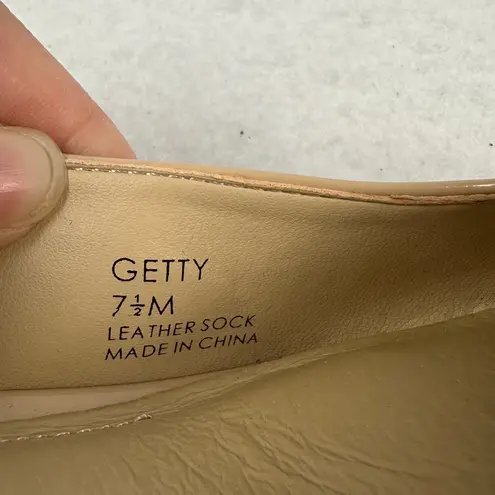 GETTY
7½M
LEATHER SOCK
MADE IN CHINA